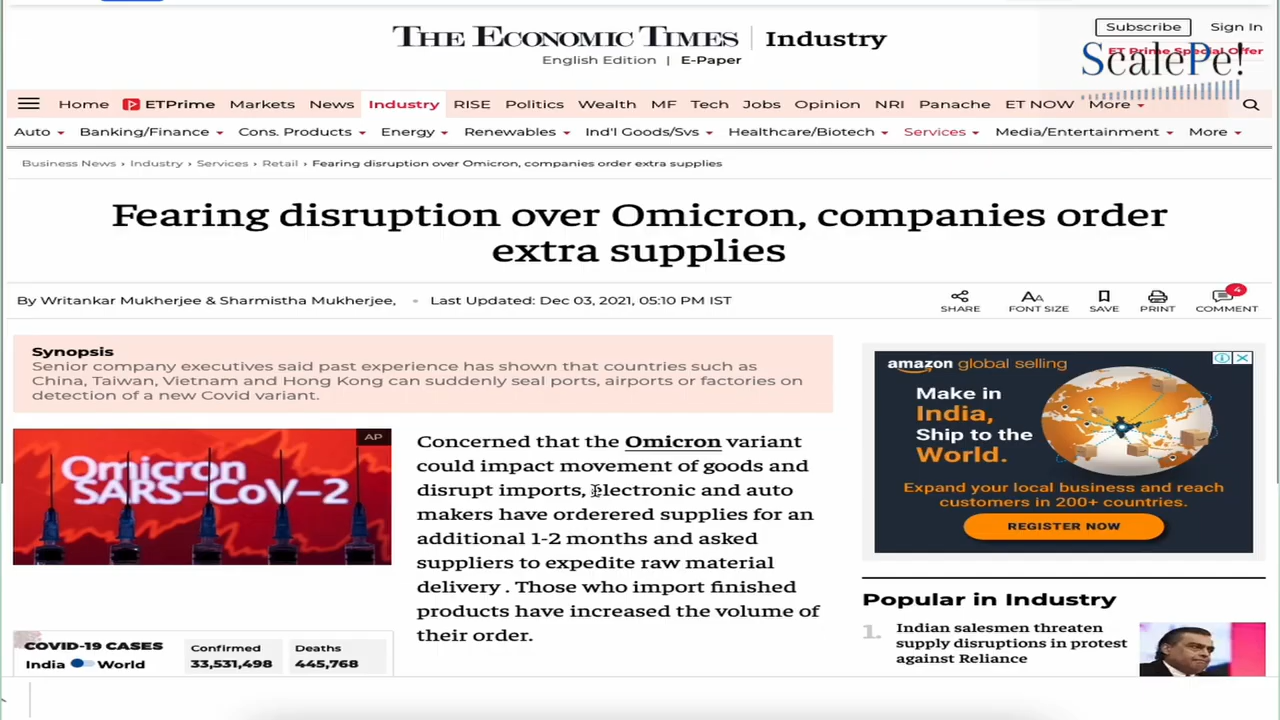 THE ECONOMIC TIMES | Industry
English Edition | E-Paper
Subscribe Sign In
ET Prime Special Offer
ScalePe!
Home ETPrime Markets News Industry RISE Politics Wealth MF Tech Jobs Opinion NRI Panache ET NOW More
Auto Banking/Finance Cons. Products Energy Renewables Ind'l Goods/Svs Healthcare/Biotech Services Media/Entertainment More
Business News › Industry › Services › Retail › Fearing disruption over Omicron, companies order extra supplies
Fearing disruption over Omicron, companies order
extra supplies
By Writankar Mukherjee & Sharmistha Mukherjee, • Last Updated: Dec 03, 2021, 05:10 PM IST
SHARE
AA
FONT SIZE
SAVE
PRINT
4
COMMENT
Synopsis
Senior company executives said past experience has shown that countries such as
China, Taiwan, Vietnam and Hong Kong can suddenly seal ports, airports or factories on
detection of a new Covid variant.
AP
Omicron
SARS-CoV-2
Concerned that the Omicron variant
could impact movement of goods and
disrupt imports, electronic and auto
makers have orderered supplies for an
additional 1-2 months and asked
suppliers to expedite raw material
delivery . Those who import finished
products have increased the volume of
their order.
COVID-19 CASES
India World
Confirmed
33,531,498
Deaths
445,768
amazon global selling
Make in
India,
Ship to the
World.
Expand your local business and reach
customers in 200+ countries.
REGISTER NOW
Popular in Industry
1.
Indian salesmen threaten
supply disruptions in protest
against Reliance